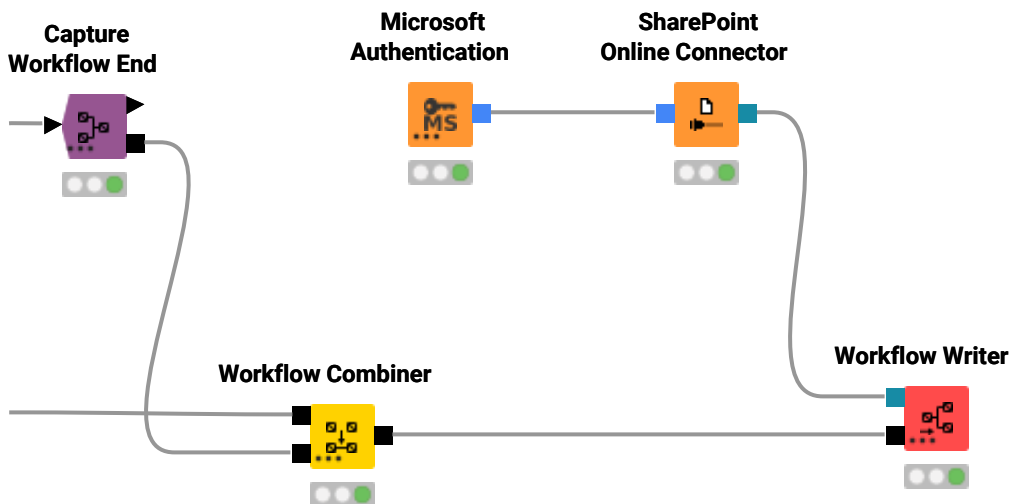 Capture
Workflow End
Microsoft
Authentication
SharePoint
Online Connector
MS
Workflow Combiner
Workflow Writer